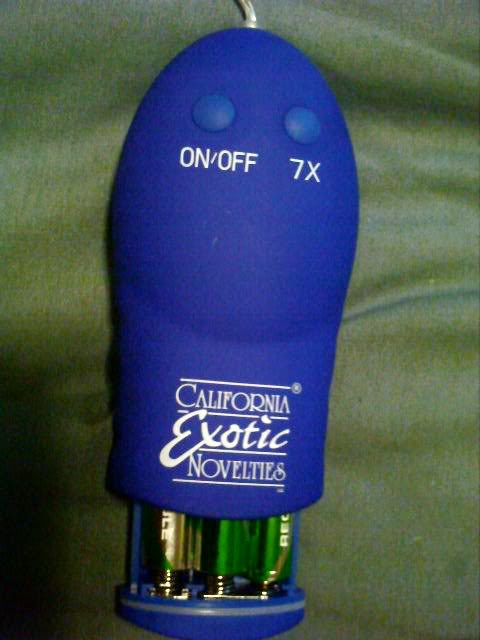 ON/OFF 7X
CALIFORNIA®
Exotic
NOVELTIES